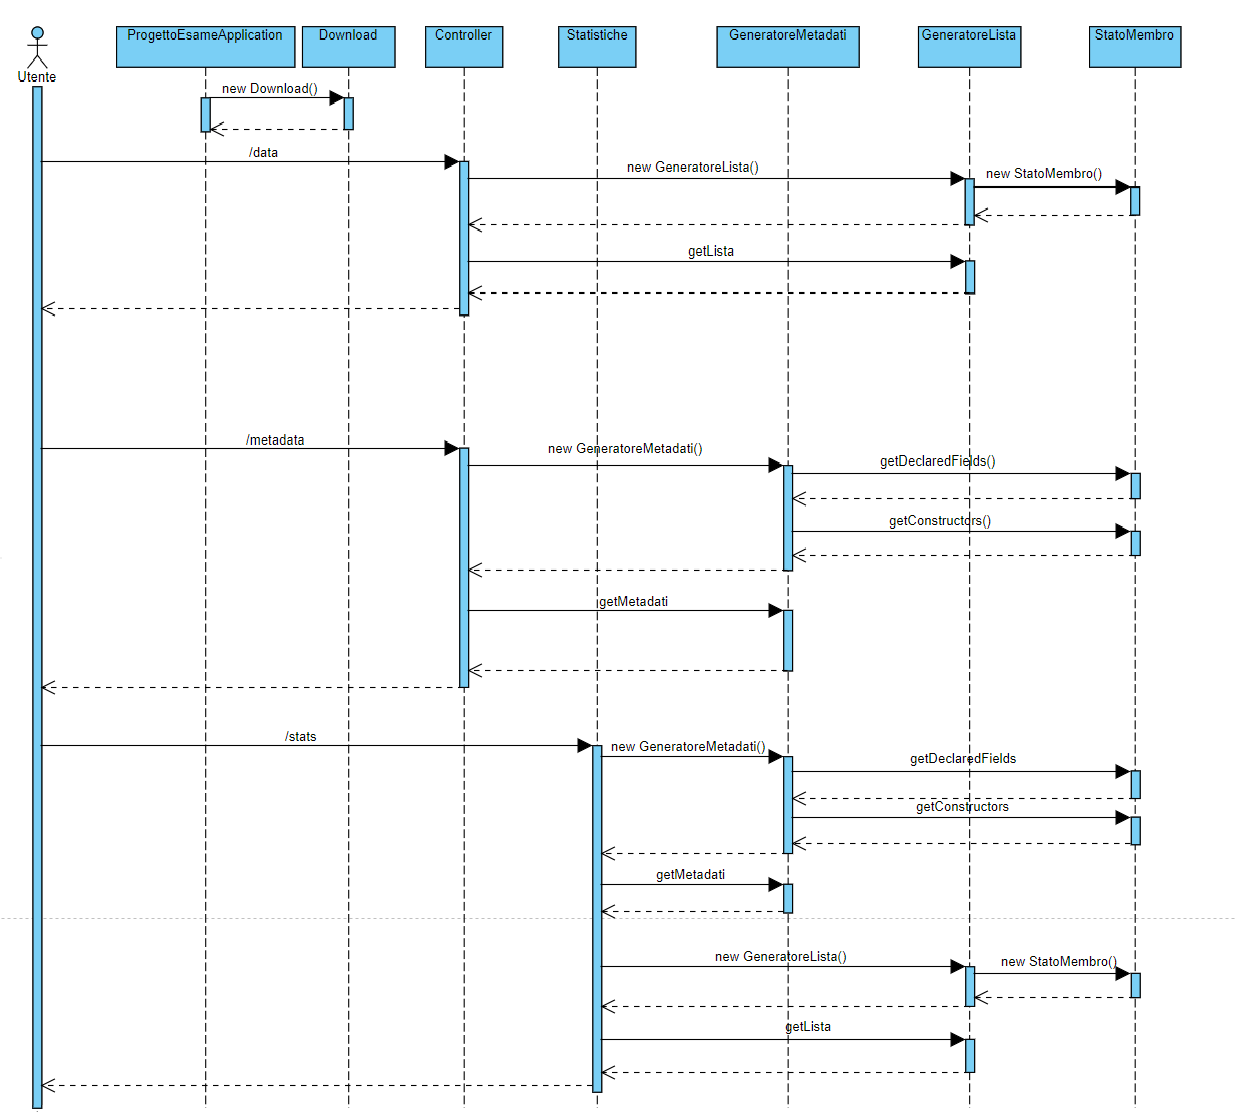 Utente
ProgettoEsameApplication
Download
Controller
Statistiche
GeneratoreMetadati
GeneratoreLista
StatoMembro
new Download()
/data
new GeneratoreLista()
new StatoMembro()
getLista
/metadata
new GeneratoreMetadati()
getDeclaredFields()
getConstructors()
getMetadati
/stats
new GeneratoreMetadati()
getDeclaredFields
getConstructors
getMetadati
new GeneratoreLista()
new StatoMembro()
getLista